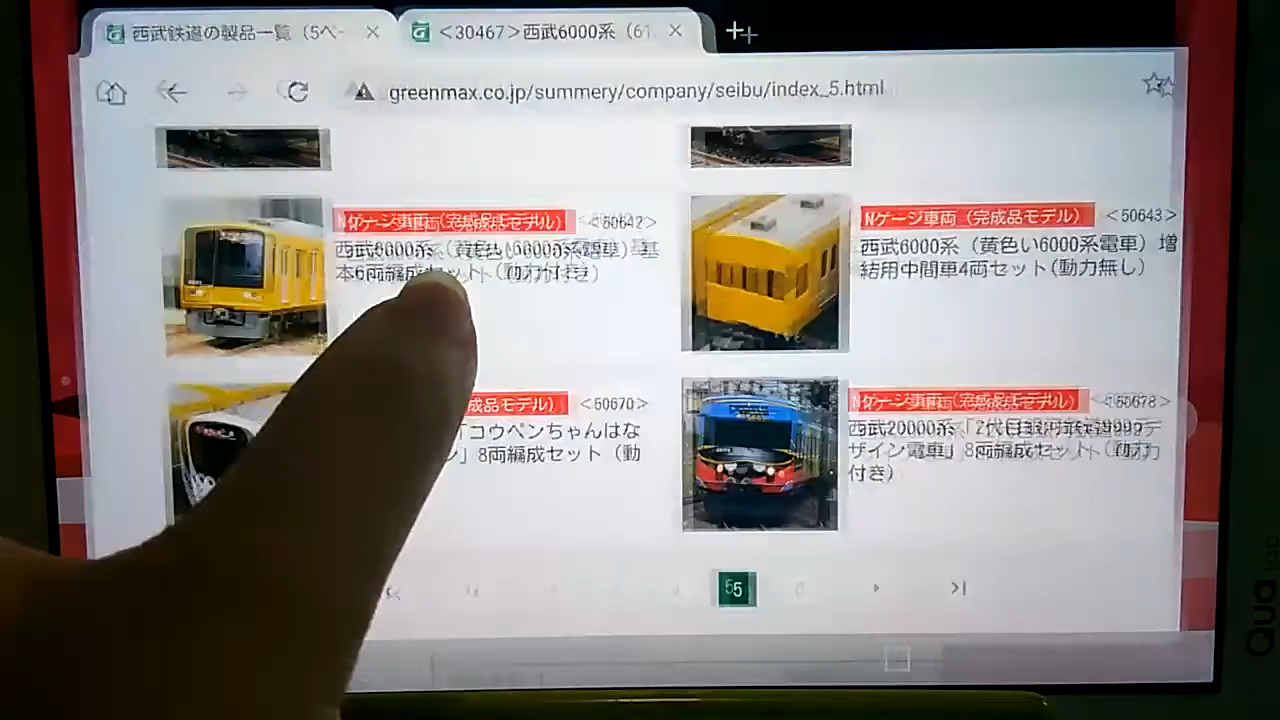 西武鉄道の製品一覧（5ペー
<30467>西武6000系（61
greenmax.co.jp/summery/company/seibu/index_5.html
Nゲージ車両（完成品モデル） <50642>
西武6000系（黄色い6000系電車）基
本6両編成セット（動力付き）
Nゲージ車両（完成品モデル） <50643>
西武6000系（黄色い6000系電車）増
結用中間車4両セット（動力無し）
成品モデル） <50670>
「コウペンちゃんはな
ン」8両編成セット（動
Nゲージ車両（完成品モデル） <50678>
西武20000系「2代目銀河鉄道999デ
ザイン電車」8両編成セット（動力
付き）
5
Qua